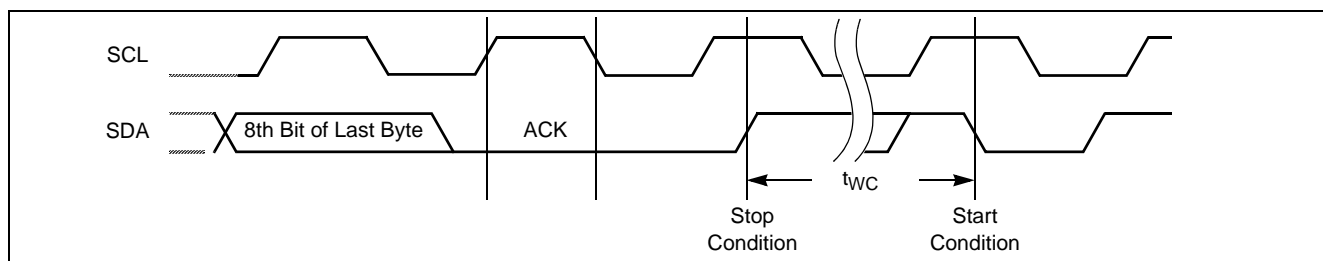 SCL
SDA
8th Bit of Last Byte
ACK
tWC
Stop
Condition
Start
Condition